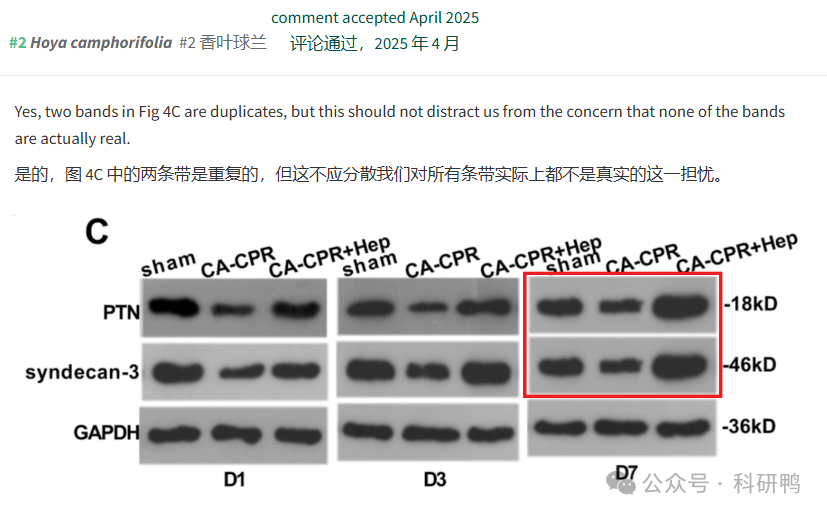 comment accepted April 2025
#2 Hoya camphorifolia #2 香叶球兰 评论通过，2025 年 4 月
Yes, two bands in Fig 4C are duplicates, but this should not distract us from the concern that none of the bands
are actually real.
是的，图 4C 中的两条带是重复的，但这不应分散我们对所有条带实际上都不是真实的这一担忧。
C
sham CA-CPR CA-CPR+Hep sham CA-CPR CA-CPR+Hep sham CA-CPR CA-CPR+Hep
PTN -18kD
syndecan-3 -46kD
GAPDH -36kD
D1 D3 D7
公众号 · 科研鸭